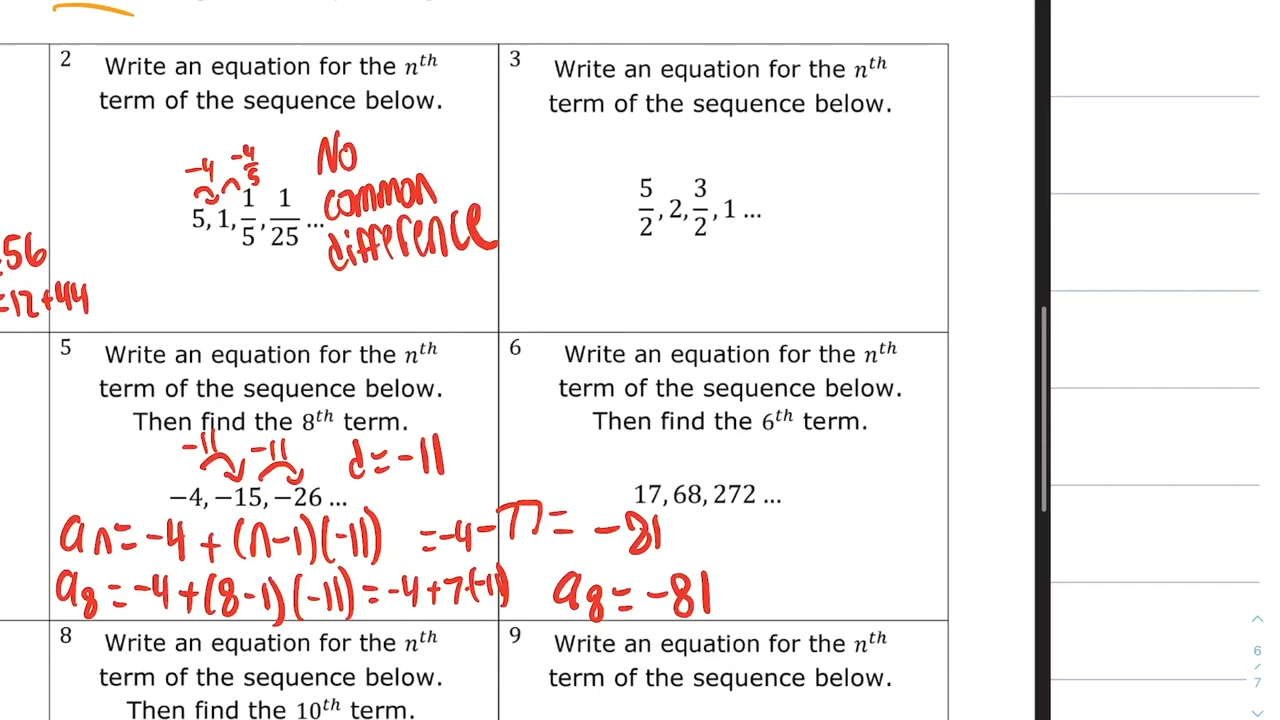 2 Write an equation for the nᵗʰ
term of the sequence below.
-4 -4/5
5, 1, 1/5, 1/25 ...
No
common
difference
3 Write an equation for the nᵗʰ
term of the sequence below.
5/2, 2, 3/2, 1 ...
=56
=12+44
5 Write an equation for the nᵗʰ
term of the sequence below.
Then find the 8ᵗʰ term.
-11 -11 d=-11
−4, −15, −26 ...
an=-4+(n-1)(-11) =-4-77= -81
a8=-4+(8-1)(-11)=-4+7(-11) a8=-81
6 Write an equation for the nᵗʰ
term of the sequence below.
Then find the 6ᵗʰ term.
17, 68, 272 ...
8 Write an equation for the nᵗʰ
term of the sequence below.
Then find the 10ᵗʰ term.
9 Write an equation for the nᵗʰ
term of the sequence below.
6
/
7